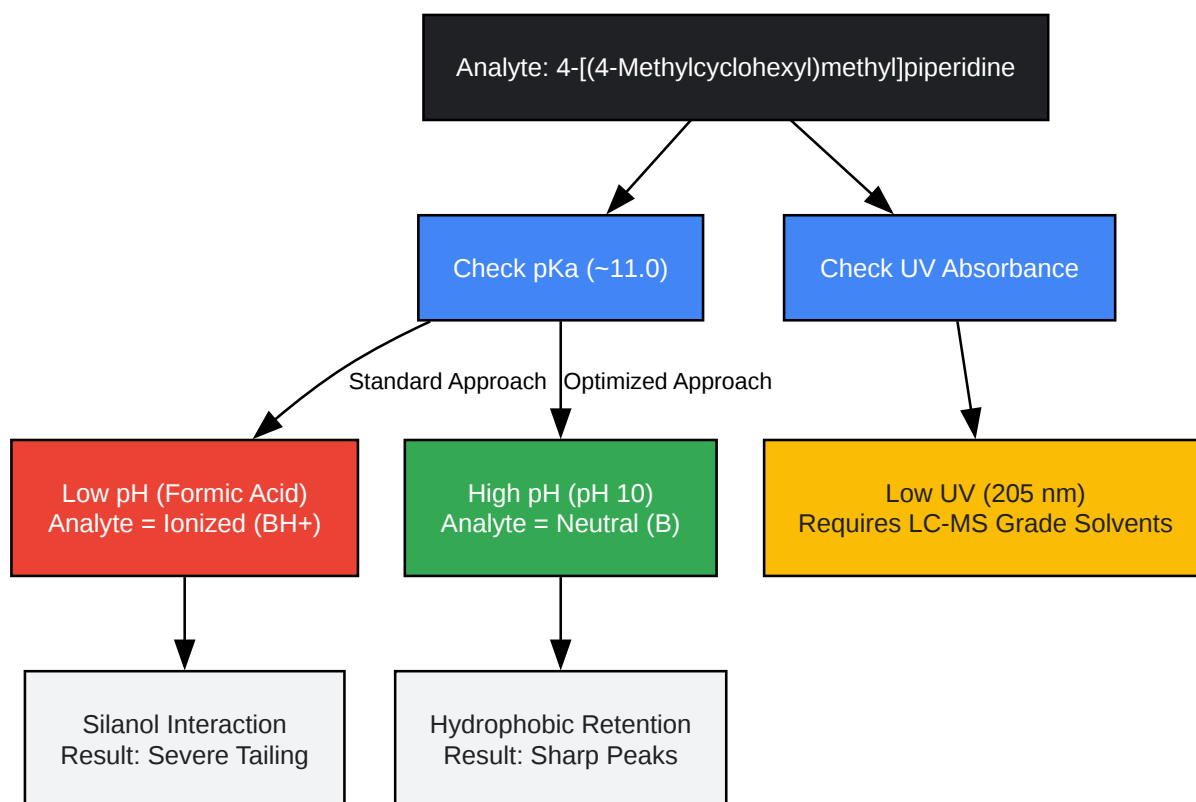 Analyte: 4-[(4-Methylcyclohexyl)methyl]piperidine
Check pKa (~11.0)
Check UV Absorbance
Standard Approach
Optimized Approach
Low pH (Formic Acid)
Analyte = Ionized (BH+)
High pH (pH 10)
Analyte = Neutral (B)
Low UV (205 nm)
Requires LC-MS Grade Solvents
Silanol Interaction
Result: Severe Tailing
Hydrophobic Retention
Result: Sharp Peaks